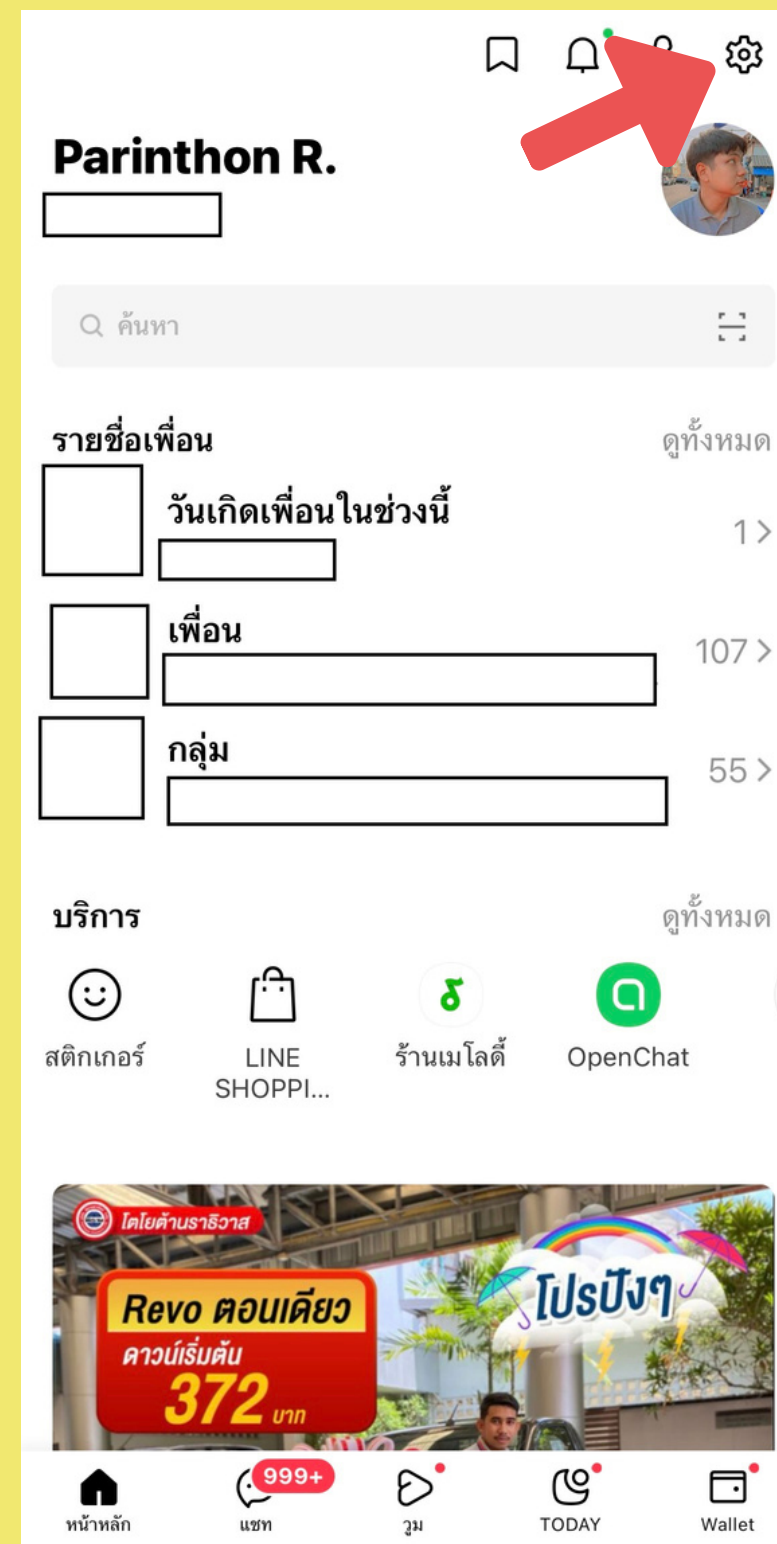 Parinthon R.
ค้นหา
รายชื่อเพื่อน
ดูทั้งหมด
วันเกิดเพื่อนในช่วงนี้
1
เพื่อน
107
กลุ่ม
55
บริการ
ดูทั้งหมด
สติกเกอร์
LINE
SHOPPI...
ร้านเมโลดี้
OpenChat
โตโยต้านราธิวาส
Revo ตอนเดียว
ดาวน์เริ่มต้น
372 บาท
โปรปังๆ
999+
หน้าหลัก
แชท
วูม
TODAY
Wallet